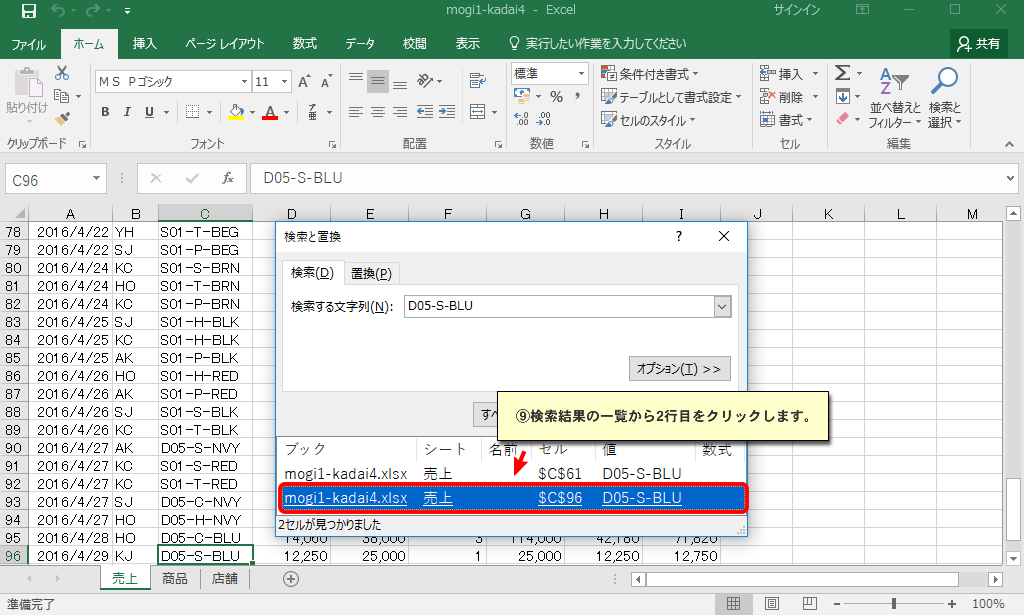 mogi1-kadai4 - Excel
サインイン
ファイル ホーム 挿入 ページ レイアウト 数式 データ 校閲 表示 実行したい作業を入力してください 共有
貼り付け
クリップボード
ＭＳ Ｐゴシック 11
B I U
フォント
配置
標準
% ,
数値
条件付き書式
テーブルとして書式設定
セルのスタイル
スタイル
挿入
削除
書式
セル
並べ替えと
フィルター
検索と
選択
編集
C96 fx D05-S-BLU
A B C D E F G H I J K L M
78 2016/4/22 YH S01-T-BEG
79 2016/4/22 SJ S01-P-BEG
80 2016/4/24 KC S01-S-BRN
81 2016/4/24 HO S01-T-BRN
82 2016/4/24 KC S01-P-BRN
83 2016/4/25 SJ S01-H-BLK
84 2016/4/25 KC S01-H-BLK
85 2016/4/25 AK S01-P-BLK
86 2016/4/26 HO S01-H-RED
87 2016/4/26 AK S01-P-RED
88 2016/4/26 SJ S01-S-BLK
89 2016/4/26 KC S01-T-BLK
90 2016/4/27 AK D05-S-NVY
91 2016/4/27 KC S01-S-RED
92 2016/4/27 KC S01-T-RED
93 2016/4/27 SJ D05-C-NVY
94 2016/4/27 HO D05-H-NVY
95 2016/4/28 HO D05-C-BLU 14,060 38,000 3 114,000 42,180 71,820
96 2016/4/29 KJ D05-S-BLU 12,250 25,000 1 25,000 12,250 12,750
検索と置換 ?
検索(D) 置換(P)
検索する文字列(N): D05-S-BLU
オプション(T) >>
すべ
⑨検索結果の一覧から2行目をクリックします。
ブック シート 名前 セル 値 数式
mogi1-kadai4.xlsx 売上 $C$61 D05-S-BLU
mogi1-kadai4.xlsx 売上 $C$96 D05-S-BLU
2セルが見つかりました
売上 商品 店舗
準備完了 100%